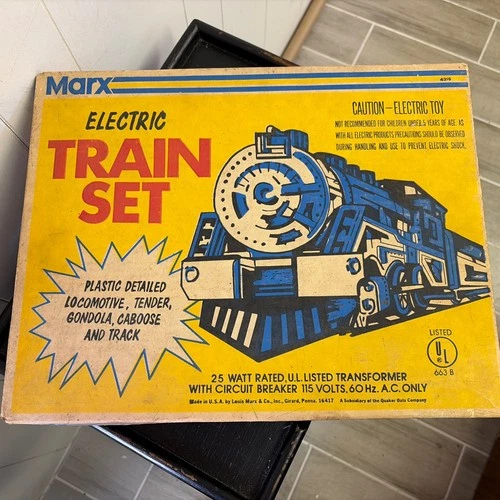 Marx
4316
ELECTRIC
TRAIN
SET
CAUTION-ELECTRIC TOY
NOT RECOMMENDED FOR CHILDREN UNDER 5 YEARS OF AGE. AS
WITH ALL ELECTRIC PRODUCTS PRECAUTIONS SHOULD BE OBSERVED
DURING HANDLING AND USE TO PREVENT ELECTRIC SHOCK.
PLASTIC DETAILED
LOCOMOTIVE, TENDER,
GONDOLA, CABOOSE
AND TRACK
LISTED
UL
663 B
25 WATT RATED, U.L. LISTED TRANSFORMER
WITH CIRCUIT BREAKER 115 VOLTS, 60 Hz. A.C. ONLY
Made in U.S.A. by Louis Marx & Co., Inc., Girard, Penna. 16417 A Subsidiary of the Quaker Oats Company